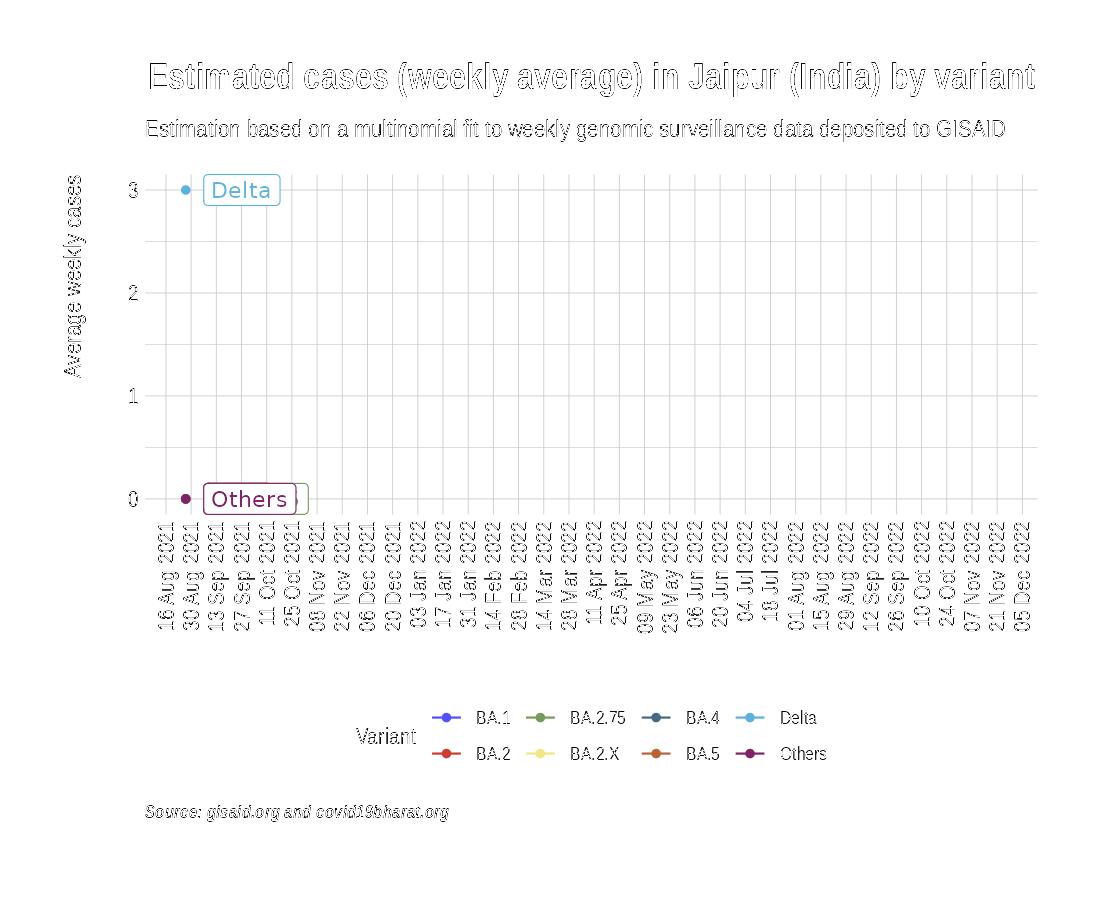 Estimated cases (weekly average) in Jaipur (India) by variant
Estimation based on a multinomial fit to weekly genomic surveillance data deposited to GISAID
Average weekly cases
3
2
1
0
Delta
Others
16 Aug 2021
30 Aug 2021
13 Sep 2021
27 Sep 2021
11 Oct 2021
25 Oct 2021
08 Nov 2021
22 Nov 2021
06 Dec 2021
20 Dec 2021
03 Jan 2022
17 Jan 2022
31 Jan 2022
14 Feb 2022
28 Feb 2022
14 Mar 2022
28 Mar 2022
11 Apr 2022
25 Apr 2022
09 May 2022
23 May 2022
06 Jun 2022
20 Jun 2022
04 Jul 2022
18 Jul 2022
01 Aug 2022
15 Aug 2022
29 Aug 2022
12 Sep 2022
26 Sep 2022
10 Oct 2022
24 Oct 2022
07 Nov 2022
21 Nov 2022
05 Dec 2022
Variant
BA.1 BA.2.75 BA.4 Delta
BA.2 BA.2.X BA.5 Others
Source: gisaid.org and covid19bharat.org